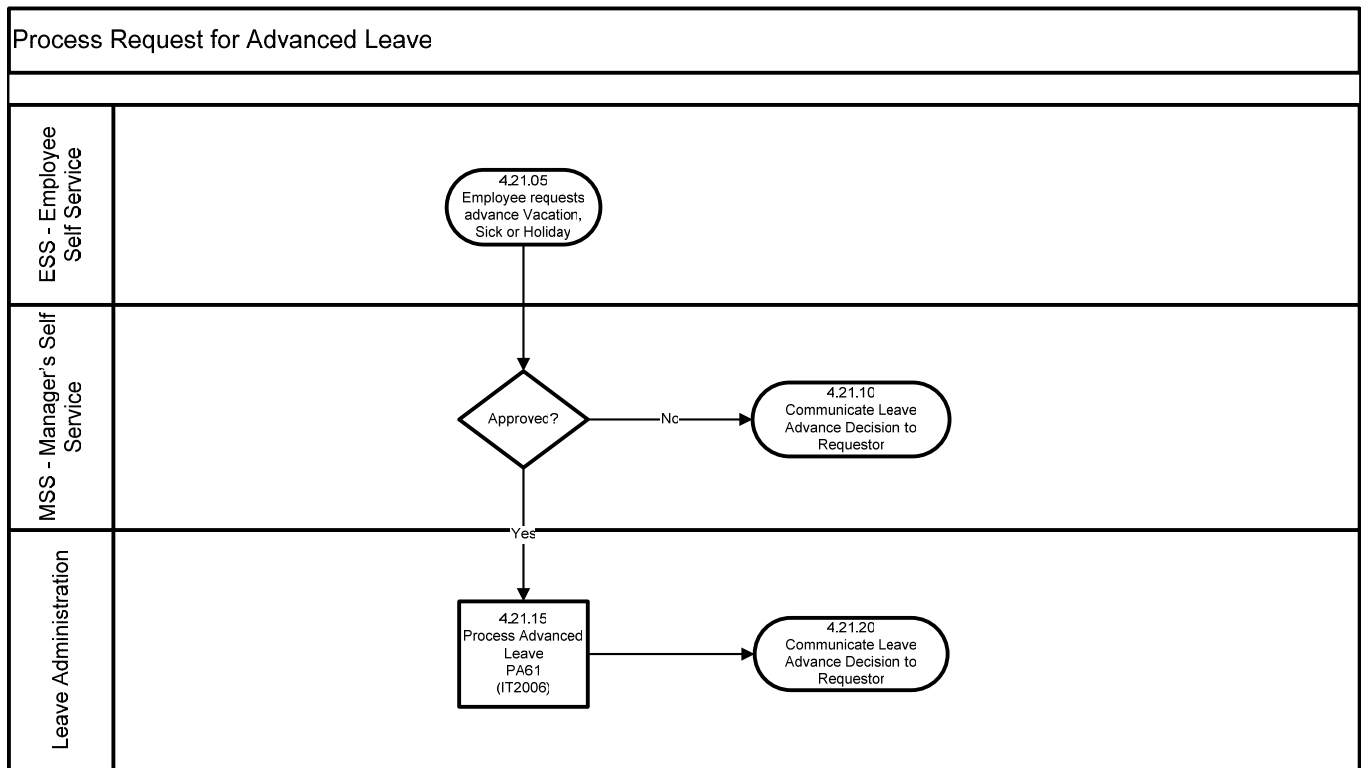 Process Request for Advanced Leave
ESS - Employee
Self Service
4.21.05
Employee requests
advance Vacation,
Sick or Holiday
MSS - Manager's Self
Service
Approved?
No
4.21.10
Communicate Leave
Advance Decision to
Requestor
Yes
Leave Administration
4.21.15
Process Advanced
Leave
PA61
(IT2006)
4.21.20
Communicate Leave
Advance Decision to
Requestor